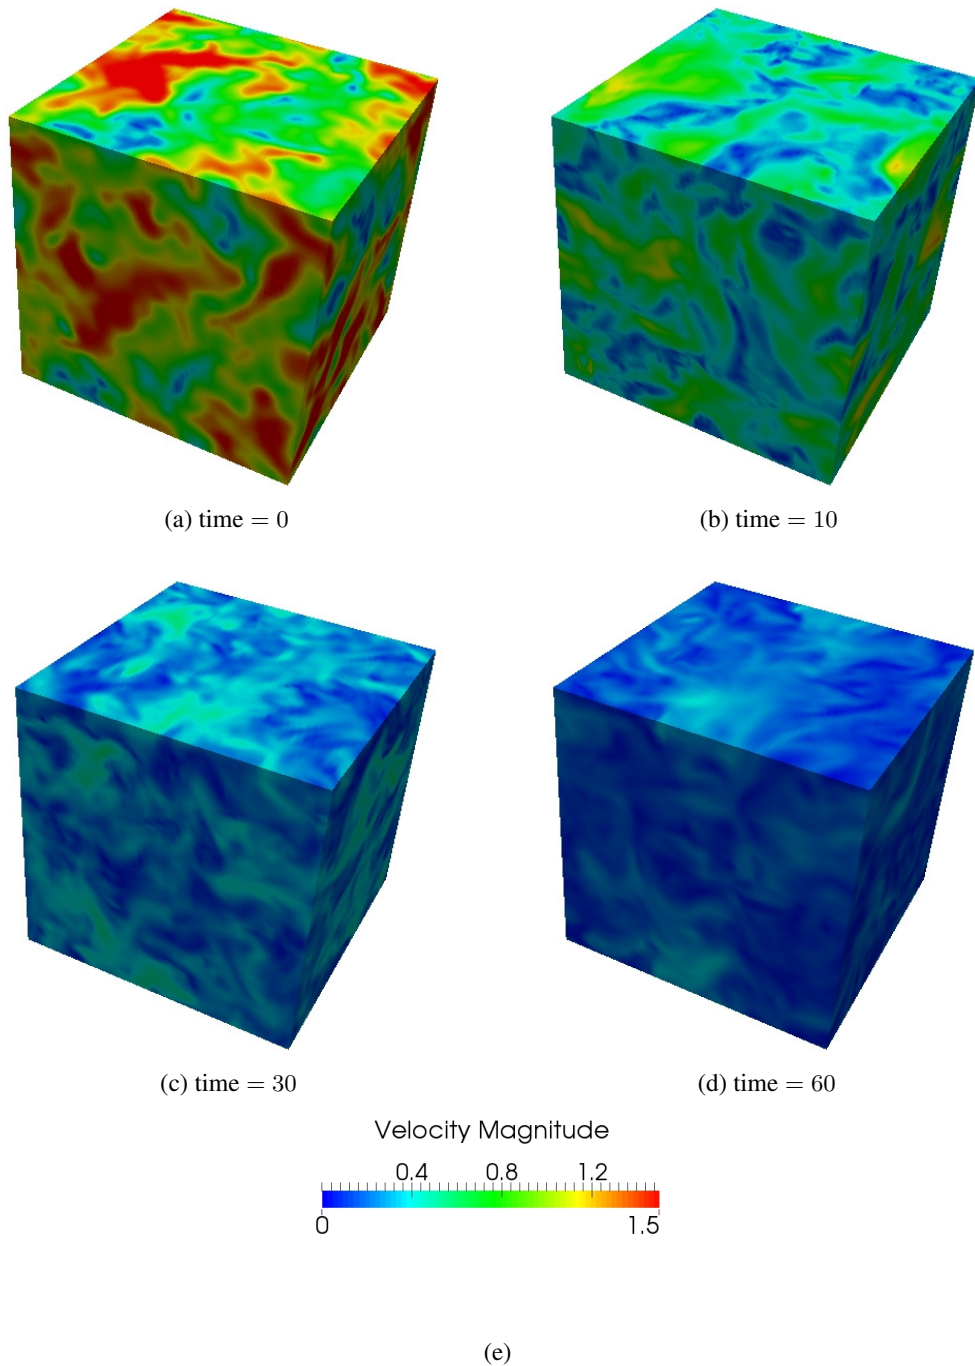 (a) time = 0
(b) time = 10
(c) time = 30
(d) time = 60
Velocity Magnitude
0.4 0.8 1.2
0 1.5
(e)